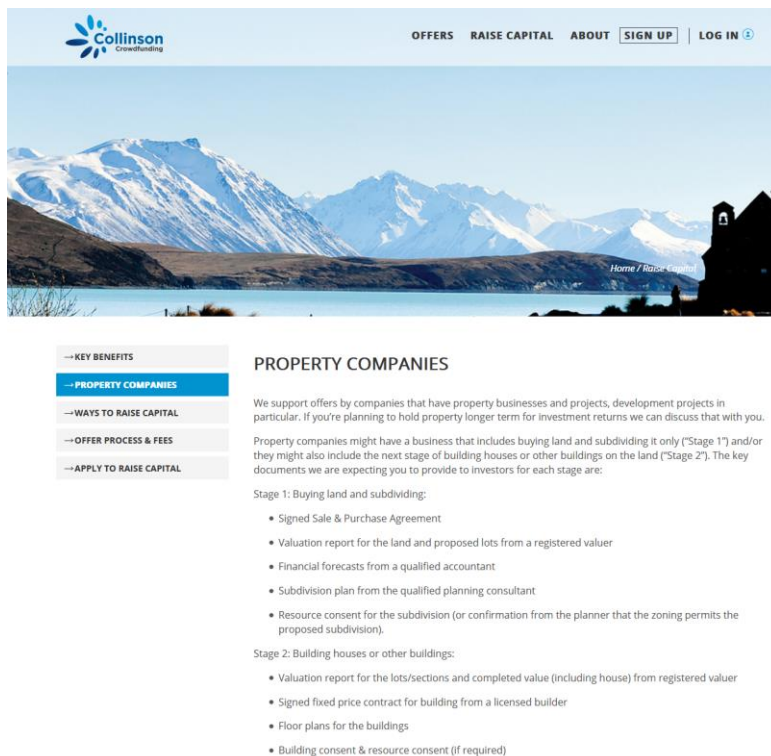 Collinson
Crowdfunding
OFFERS RAISE CAPITAL ABOUT SIGN UP LOG IN
Home / Raise Capital
→KEY BENEFITS
→PROPERTY COMPANIES
→WAYS TO RAISE CAPITAL
→OFFER PROCESS & FEES
→APPLY TO RAISE CAPITAL
PROPERTY COMPANIES
We support offers by companies that have property businesses and projects, development projects in
particular. If you're planning to hold property longer term for investment returns we can discuss that with you.
Property companies might have a business that includes buying land and subdividing it only ("Stage 1") and/or
they might also include the next stage of building houses or other buildings on the land ("Stage 2"). The key
documents we are expecting you to provide to investors for each stage are:
Stage 1: Buying land and subdividing:
• Signed Sale & Purchase Agreement
• Valuation report for the land and proposed lots from a registered valuer
• Financial forecasts from a qualified accountant
• Subdivision plan from the qualified planning consultant
• Resource consent for the subdivision (or confirmation from the planner that the zoning permits the
proposed subdivision).
Stage 2: Building houses or other buildings:
• Valuation report for the lots/sections and completed value (including house) from registered valuer
• Signed fixed price contract for building from a licensed builder
• Floor plans for the buildings
• Building consent & resource consent (if required)